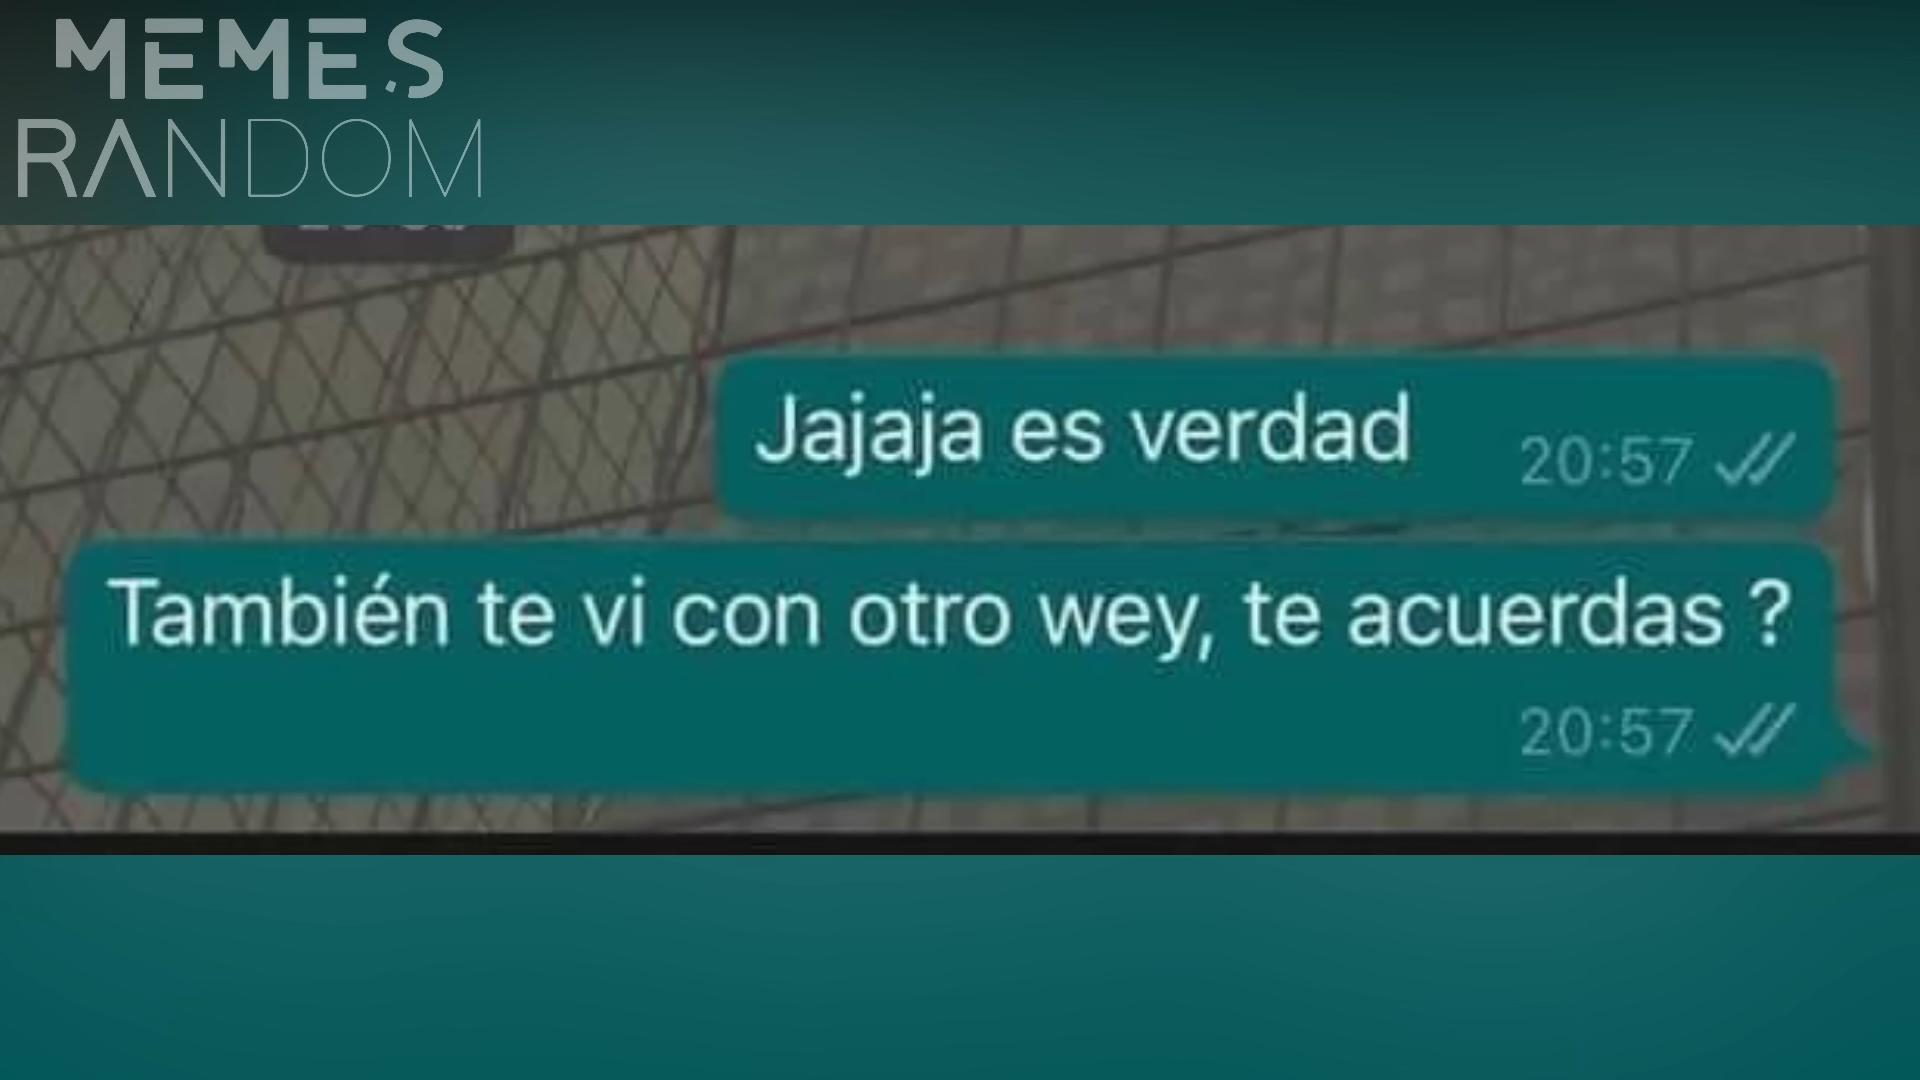 MEMES
RANDOM
Jajaja es verdad
20:57
También te vi con otro wey, te acuerdas ?
20:57